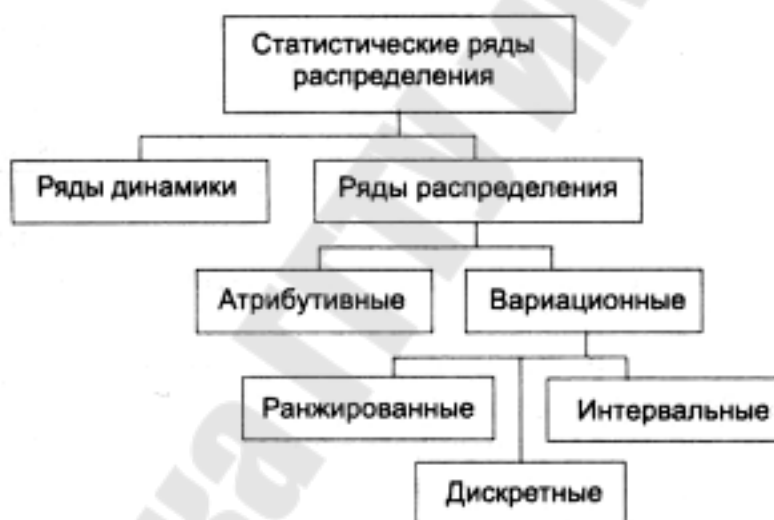 Статистические ряды
распределения
Ряды динамики
Ряды распределения
Атрибутивные
Вариационные
Ранжированные
Интервальные
Дискретные